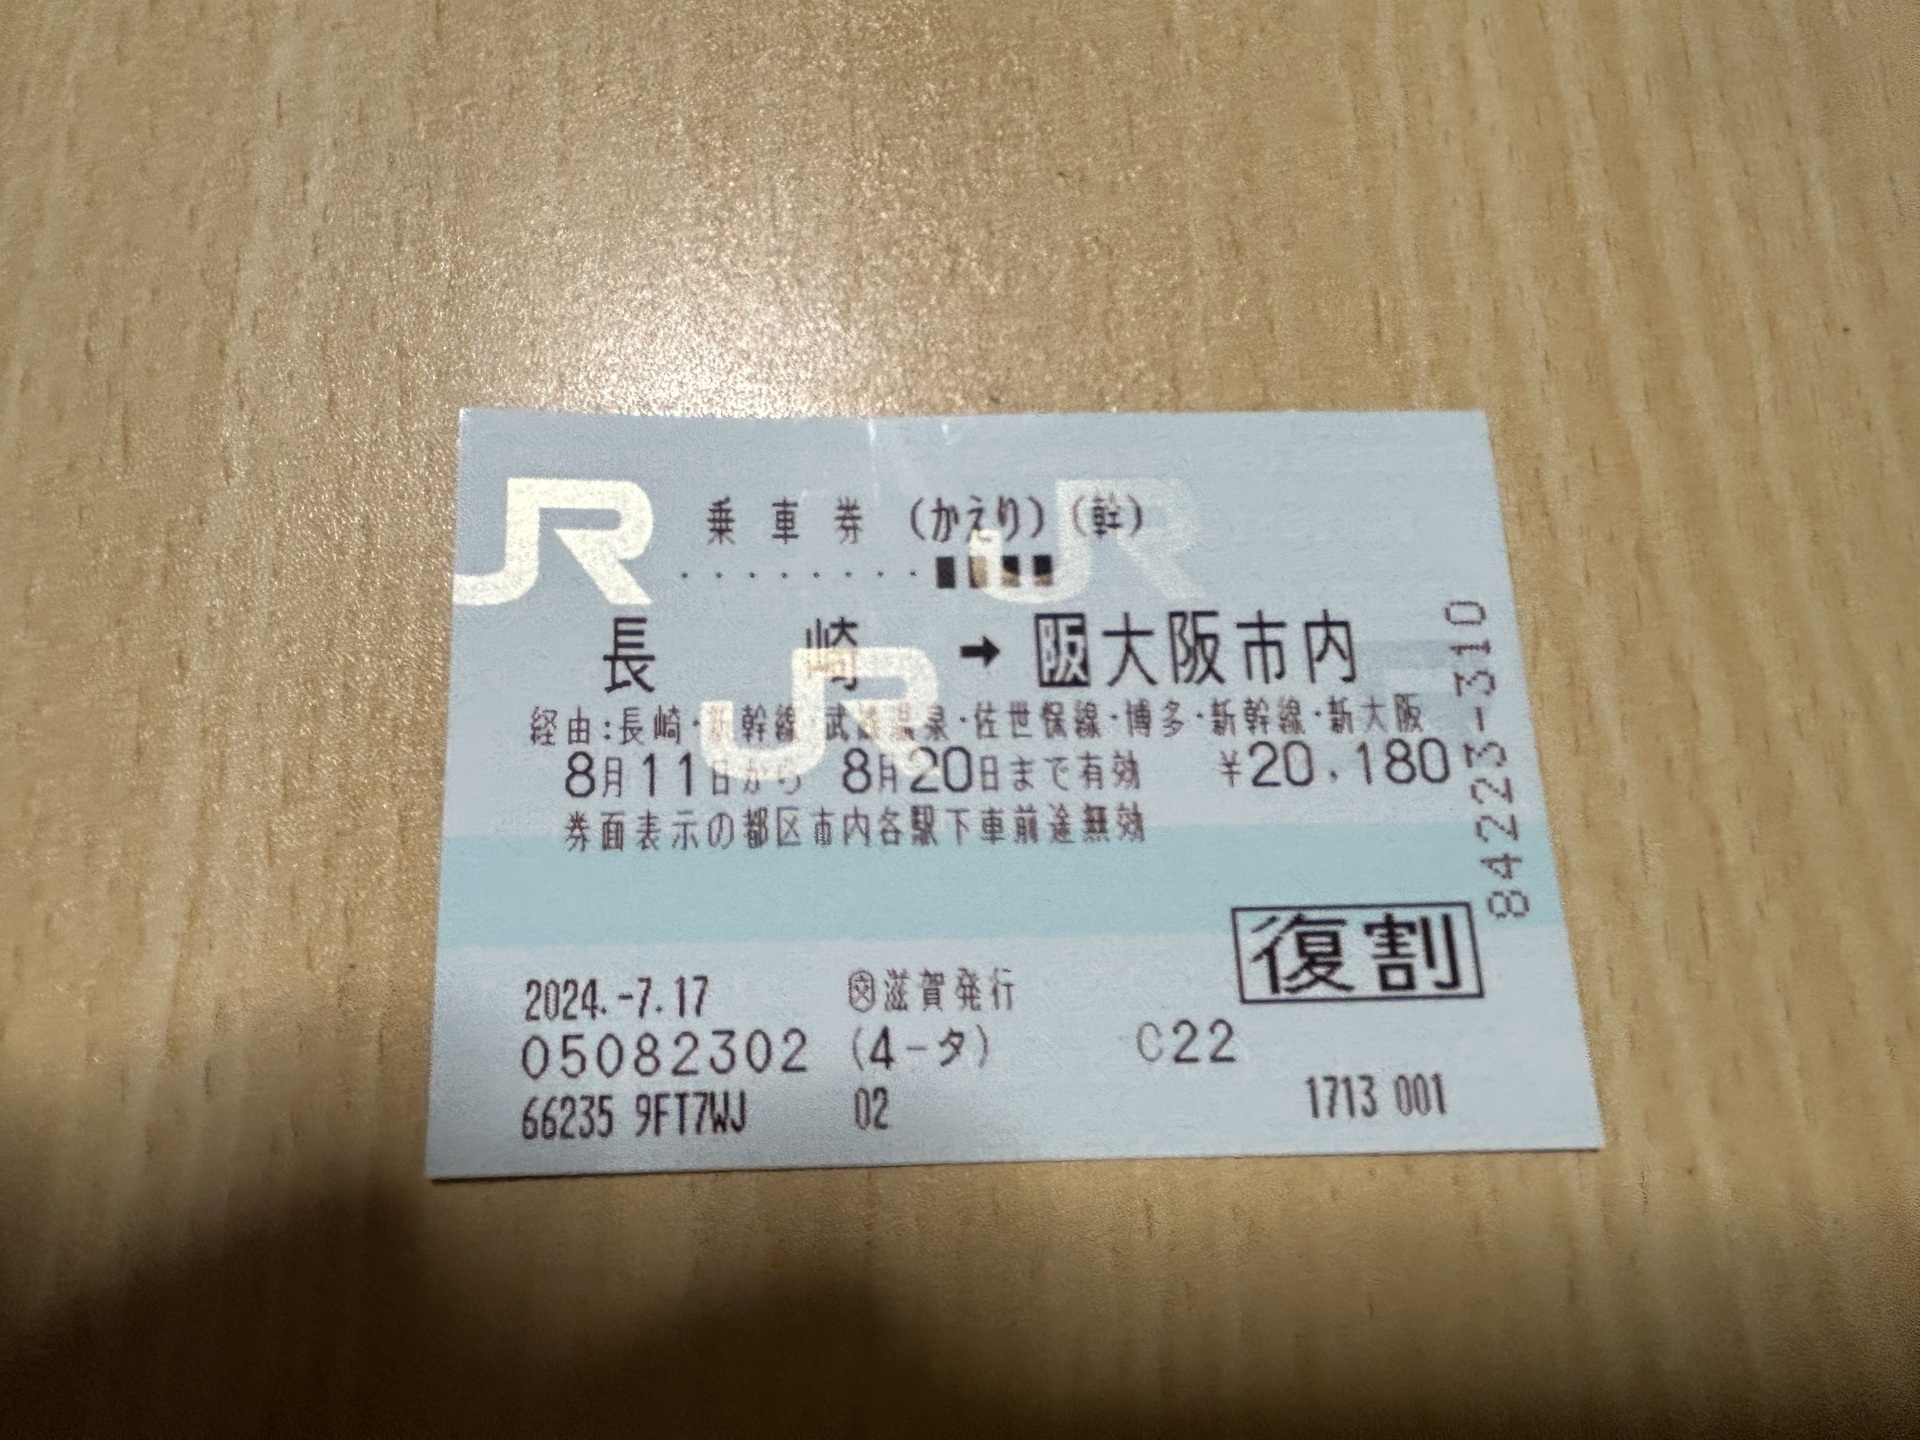 JR JR
乗車券 (かえり) (幹)
長崎 → 阪大阪市内
経由:長崎・新幹線・武雄温泉・佐世保線・博多・新幹線・新大阪
8月11日から 8月20日まで有効 ¥20,180
券面表示の都区市内各駅下車前途無効
JR
復割
2024.-7.17 ㊢滋賀発行
05082302 (4-タ) C22
66235 9FT7WJ 02 1713 001
84223-310